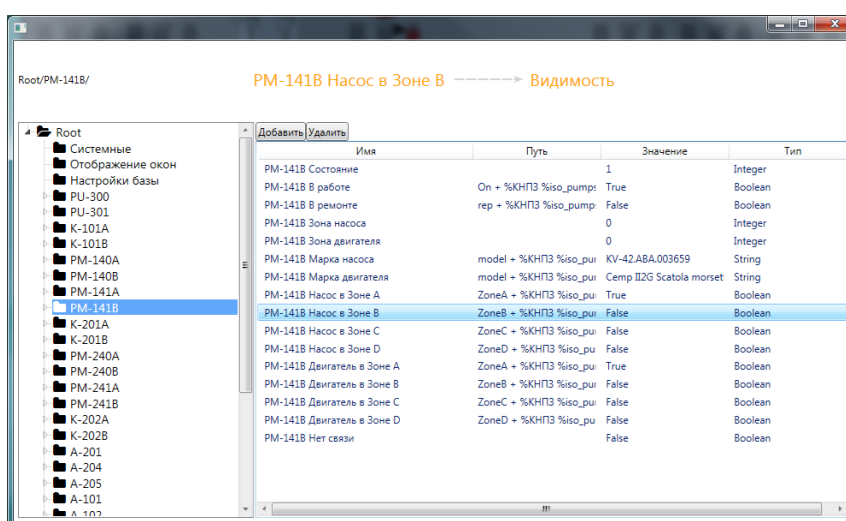 Root/PM-141B/
PM-141B Насос в Зоне B -----> Видимость
Root
Системные
Отображение окон
Настройки базы
PU-300
PU-301
K-101A
K-101B
PM-140A
PM-140B
PM-141A
PM-141B
K-201A
K-201B
PM-240A
PM-240B
PM-241A
PM-241B
K-202A
K-202B
A-201
A-204
A-205
A-101
A-102
Добавить Удалить
Имя Путь Значение Тип
PM-141B Состояние 1 Integer
PM-141B В работе On + %КНПЗ %iso_pumps True Boolean
PM-141B В ремонте rep + %КНПЗ %iso_pump False Boolean
PM-141B Зона насоса 0 Integer
PM-141B Зона двигателя 0 Integer
PM-141B Марка насоса model + %КНПЗ %iso_pu KV-42.ABA.003659 String
PM-141B Марка двигателя model + %КНПЗ %iso_pu Cemp II2G Scatola morset String
PM-141B Насос в Зоне A ZoneA + %КНПЗ %iso_pu True Boolean
PM-141B Насос в Зоне B ZoneB + %КНПЗ %iso_pu False Boolean
PM-141B Насос в Зоне C ZoneC + %КНПЗ %iso_pu False Boolean
PM-141B Насос в Зоне D ZoneD + %КНПЗ %iso_pu False Boolean
PM-141B Двигатель в Зоне A ZoneA + %КНПЗ %iso_pu True Boolean
PM-141B Двигатель в Зоне B ZoneB + %КНПЗ %iso_pu False Boolean
PM-141B Двигатель в Зоне C ZoneC + %КНПЗ %iso_pu False Boolean
PM-141B Двигатель в Зоне D ZoneD + %КНПЗ %iso_pu False Boolean
PM-141B Нет связи False Boolean